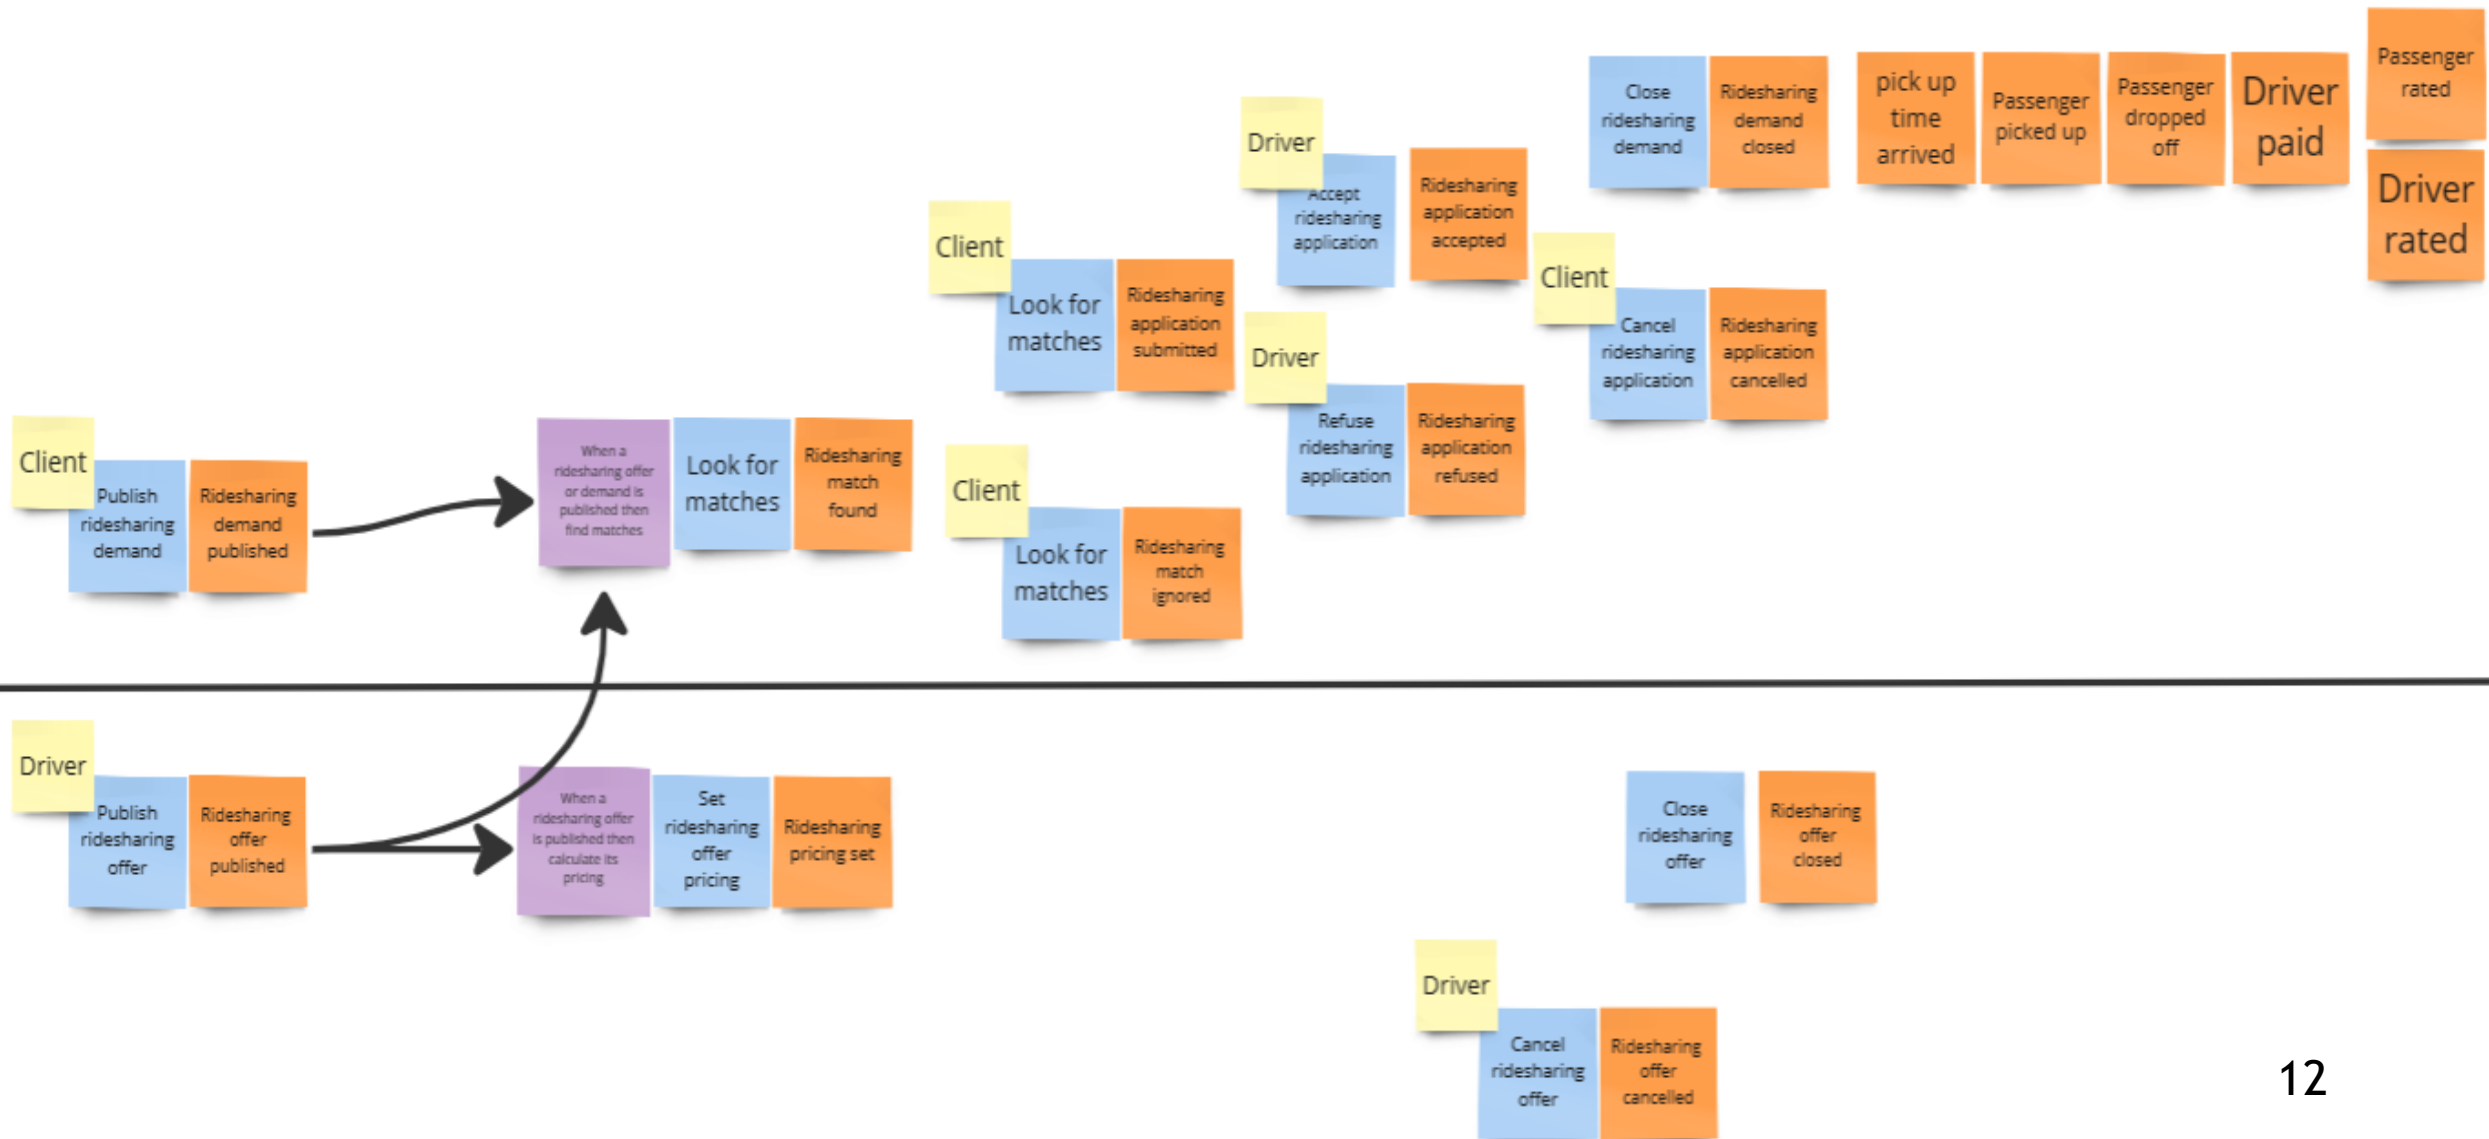 Client
Publish
ridesharing
demand
Ridesharing
demand
published
When a
ridesharing offer
or demand is
published then
find matches
Look for
matches
Ridesharing
match
found
Client
Look for
matches
Ridesharing
application
submitted
Client
Look for
matches
Ridesharing
match
ignored
Driver
Accept
ridesharing
application
Ridesharing
application
accepted
Driver
Refuse
ridesharing
application
Ridesharing
application
refused
Close
ridesharing
demand
Ridesharing
demand
closed
Client
Cancel
ridesharing
application
Ridesharing
application
cancelled
pick up
time
arrived
Passenger
picked up
Passenger
dropped
off
Driver
paid
Passenger
rated
Driver
rated
Driver
Publish
ridesharing
offer
Ridesharing
offer
published
When a
ridesharing offer
is published then
calculate its
pricing
Set
ridesharing
offer
pricing
Ridesharing
pricing set
Close
ridesharing
offer
Ridesharing
offer
closed
Driver
Cancel
ridesharing
offer
Ridesharing
offer
cancelled
12